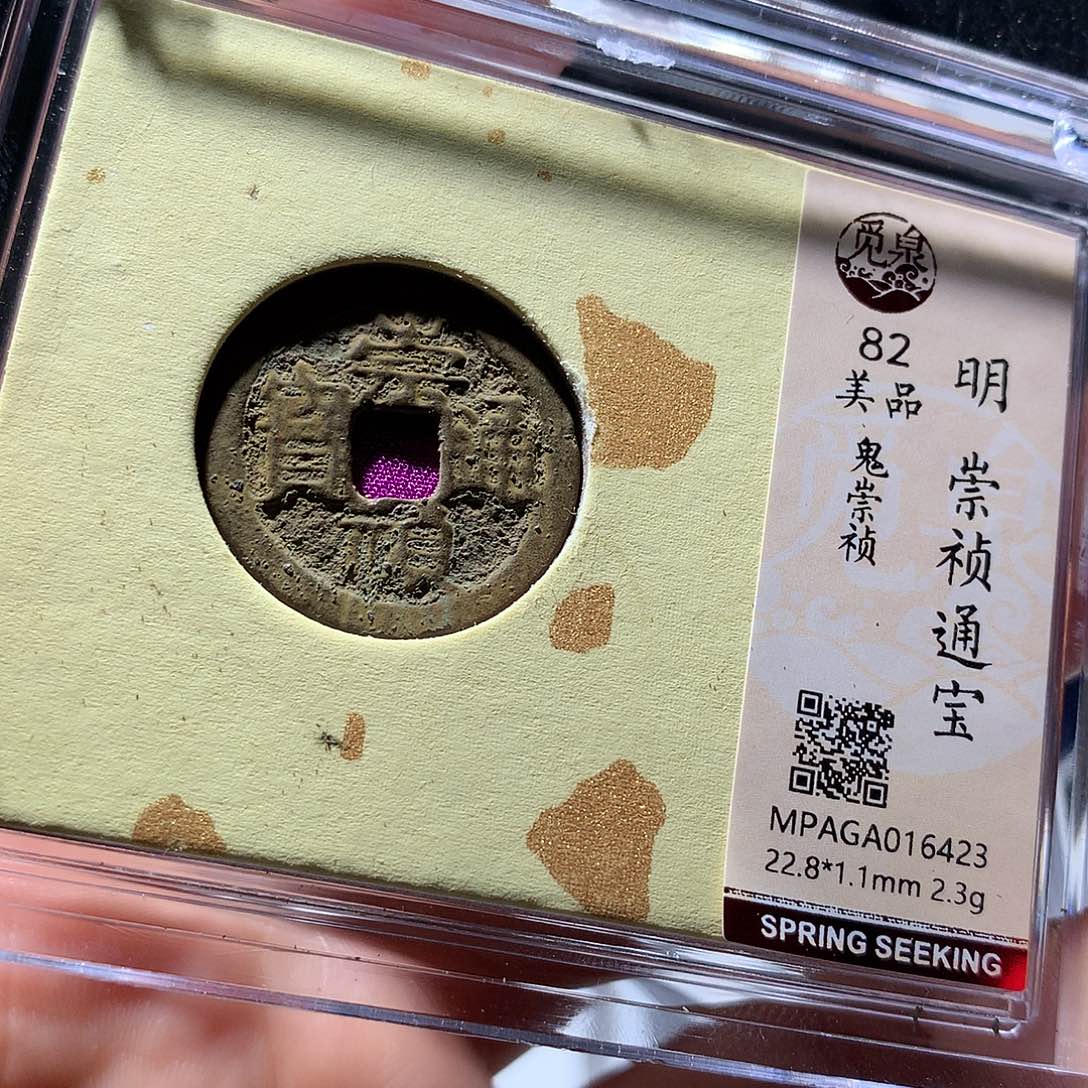 崇禎通寶
觅泉
82
美品
鬼崇祯
明 崇祯通宝
MPAGA016423
22.8*1.1mm 2.3g
SPRING SEEKING